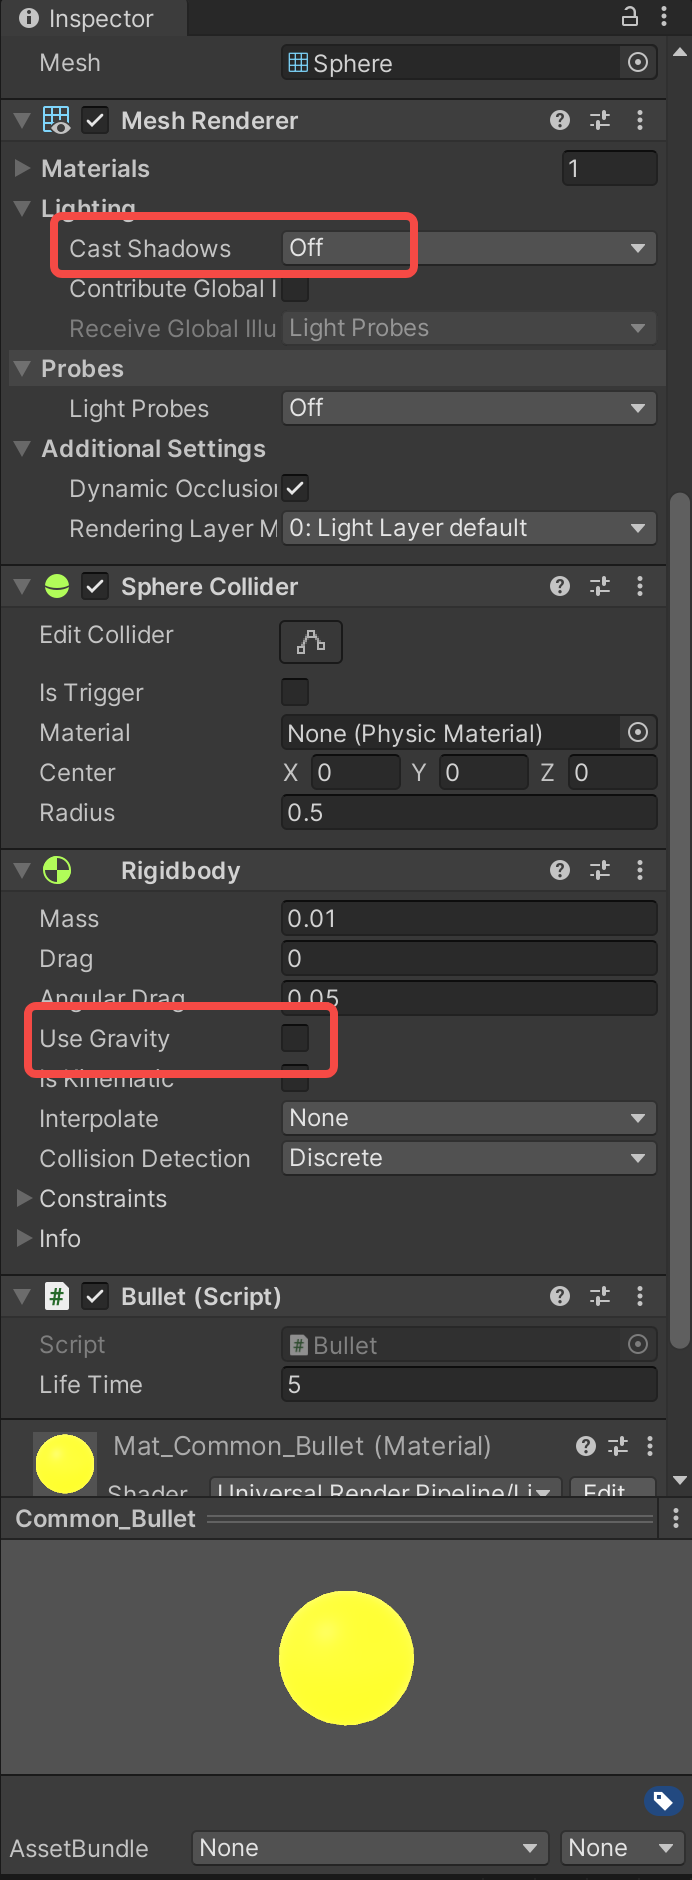 Inspector
Mesh Sphere
Mesh Renderer
Materials 1
Lighting
Cast Shadows Off
Contribute Global I
Receive Global Illu Light Probes
Probes
Light Probes Off
Additional Settings
Dynamic Occlusion
Rendering Layer M 0: Light Layer default
Sphere Collider
Edit Collider
Is Trigger
Material None (Physic Material)
Center X 0 Y 0 Z 0
Radius 0.5
Rigidbody
Mass 0.01
Drag 0
Angular Drag 0.05
Use Gravity
Is Kinematic
Interpolate None
Collision Detection Discrete
Constraints
Info
# Bullet (Script)
Script # Bullet
Life Time 5
Mat_Common_Bullet (Material)
Shader Universal Render Pipeline/Li Edit...
Common_Bullet
AssetBundle None None